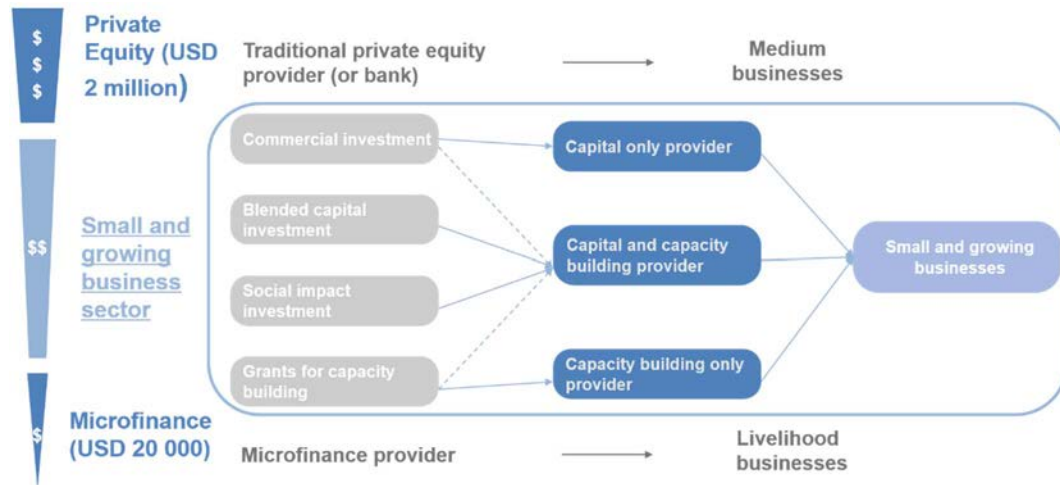 $
$
$
Private
Equity (USD
2 million)
Traditional private equity
provider (or bank)
Medium
businesses
Commercial investment
Capital only provider
$$
Small and
growing
business
sector
Blended capital
investment
Capital and capacity
building provider
Small and growing
businesses
Social impact
investment
Grants for capacity
building
Capacity building only
provider
$
Microfinance
(USD 20 000)
Microfinance provider
Livelihood
businesses